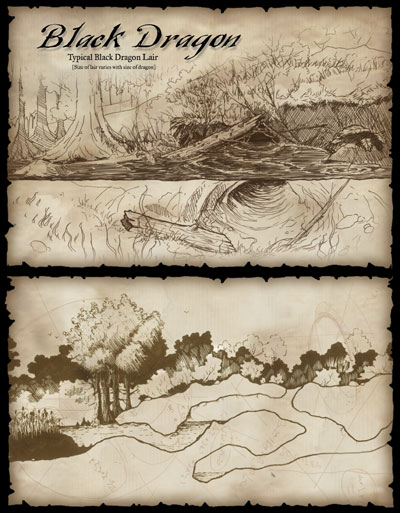 Black Dragon
Typical Black Dragon Lair
(Size of lair varies with size of dragon)